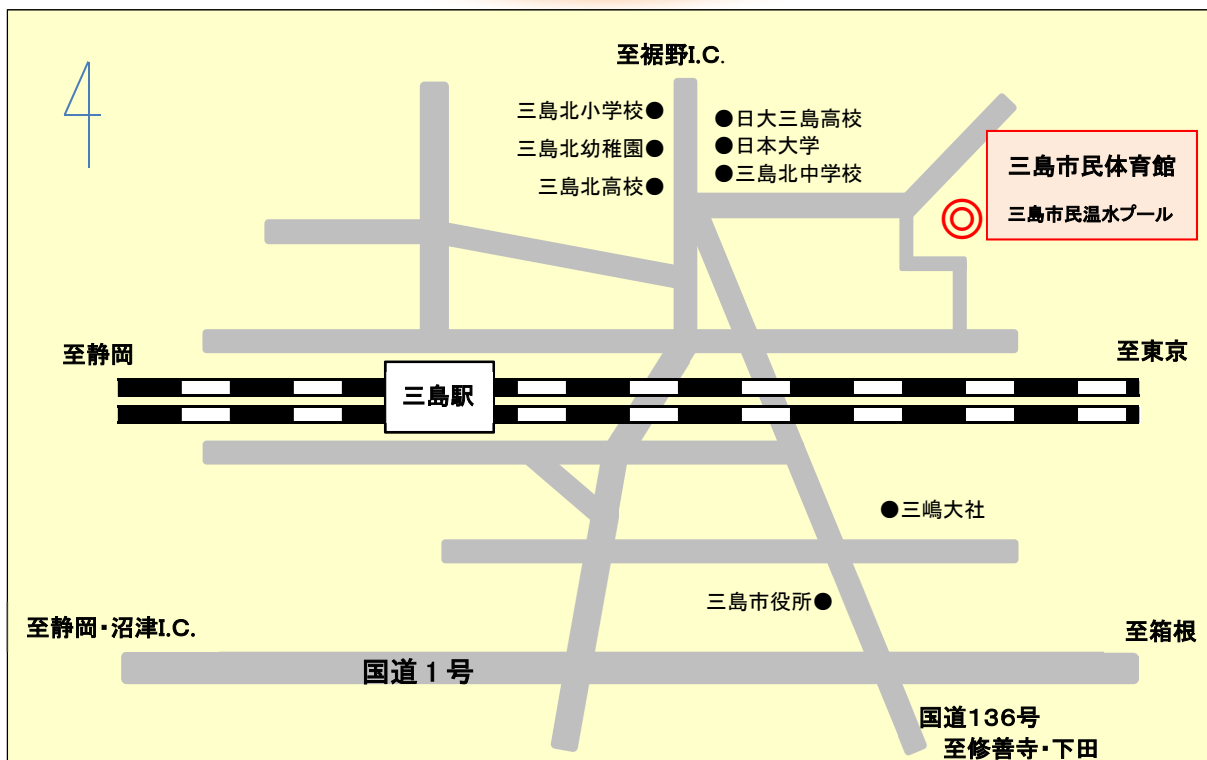 至裾野I.C.
三島北小学校●
三島北幼稚園●
三島北高校●
●日大三島高校
●日本大学
●三島北中学校
三島市民体育館
三島市民温水プール
至静岡
三島駅
至東京
●三嶋大社
三島市役所●
至静岡・沼津I.C.
至箱根
国道1号
国道136号
至修善寺・下田